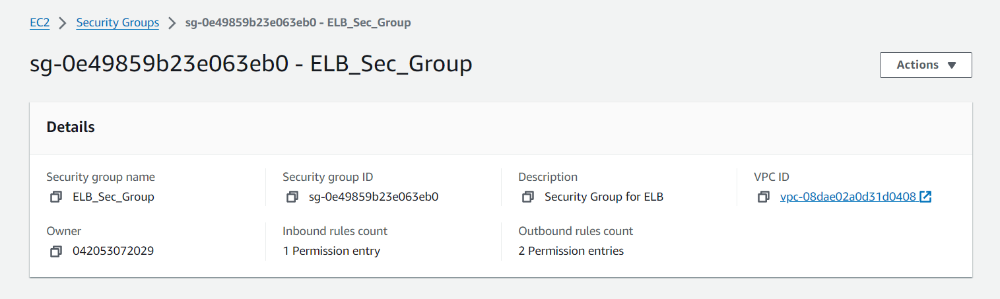 EC2 > Security Groups > sg-0e49859b23e063eb0 - ELB_Sec_Group
sg-0e49859b23e063eb0 - ELB_Sec_Group
Actions
Details
Security group name
ELB_Sec_Group
Security group ID
sg-0e49859b23e063eb0
Description
Security Group for ELB
VPC ID
vpc-08dae02a0d31d0408
Owner
042053072029
Inbound rules count
1 Permission entry
Outbound rules count
2 Permission entries